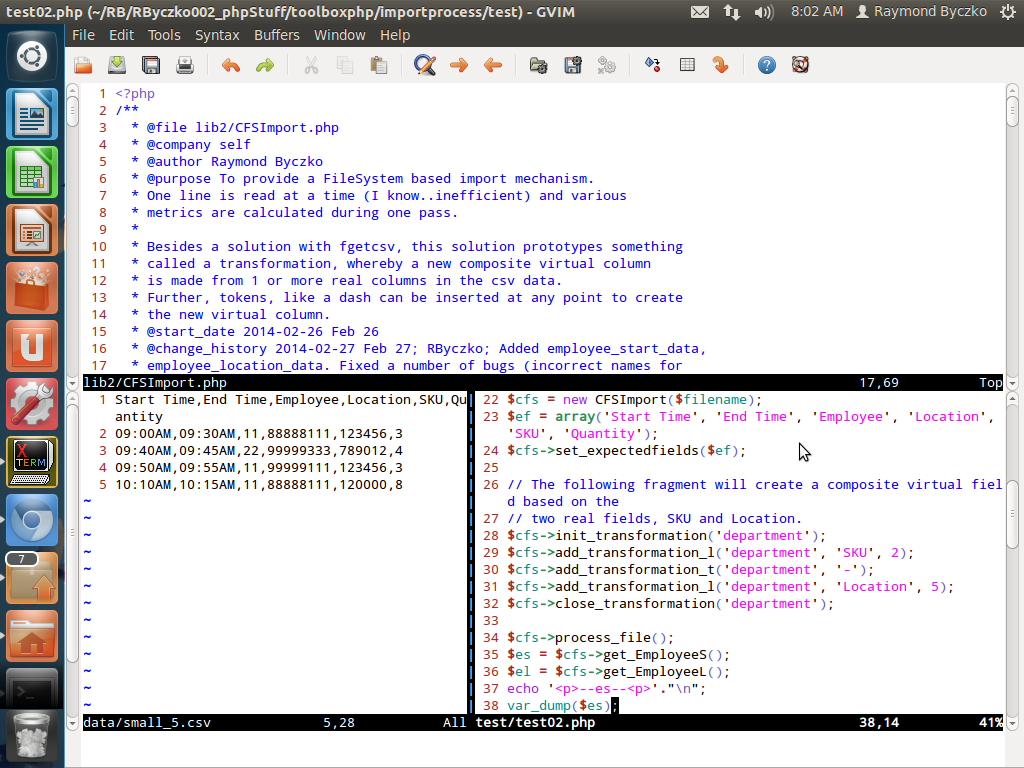 test02.php (~/RB/RByczko002_phpStuff/toolboxphp/importprocess/test) - GVIM
8:02 AM
Raymond Byczko
File Edit Tools Syntax Buffers Window Help
1 <?php
2 /**
3 * @file lib2/CFSImport.php
4 * @company self
5 * @author Raymond Byczko
6 * @purpose To provide a FileSystem based import mechanism.
7 * One line is read at a time (I know..inefficient) and various
8 * metrics are calculated during one pass.
9 *
10 * Besides a solution with fgetcsv, this solution prototypes something
11 * called a transformation, whereby a new composite virtual column
12 * is made from 1 or more real columns in the csv data.
13 * Further, tokens, like a dash can be inserted at any point to create
14 * the new virtual column.
15 * @start_date 2014-02-26 Feb 26
16 * @change_history 2014-02-27 Feb 27; RByczko; Added employee_start_data,
17 * employee_location_data. Fixed a number of bugs (incorrect names for
lib2/CFSImport.php 17,69 Top
1 Start Time,End Time,Employee,Location,SKU,Qu
antity
2 09:00AM,09:30AM,11,88888111,123456,3
3 09:40AM,09:45AM,22,99999333,789012,4
4 09:50AM,09:55AM,11,99999111,123456,3
5 10:10AM,10:15AM,11,88888111,120000,8
~
~
~
~
~
~
~
~
~
~
~
~
~
data/small_5.csv 5,28 All
22 $cfs = new CFSImport($filename);
23 $ef = array('Start Time', 'End Time', 'Employee', 'Location',
'SKU', 'Quantity');
24 $cfs->set_expectedfields($ef);
25
26 // The following fragment will create a composite virtual fiel
d based on the
27 // two real fields, SKU and Location.
28 $cfs->init_transformation('department');
29 $cfs->add_transformation_l('department', 'SKU', 2);
30 $cfs->add_transformation_t('department', '-');
31 $cfs->add_transformation_l('department', 'Location', 5);
32 $cfs->close_transformation('department');
33
34 $cfs->process_file();
35 $es = $cfs->get_EmployeeS();
36 $el = $cfs->get_EmployeeL();
37 echo '<p>--es--<p>'."\n";
38 var_dump($es);
test/test02.php 38,14 41%
U
X
TERM
7
>_